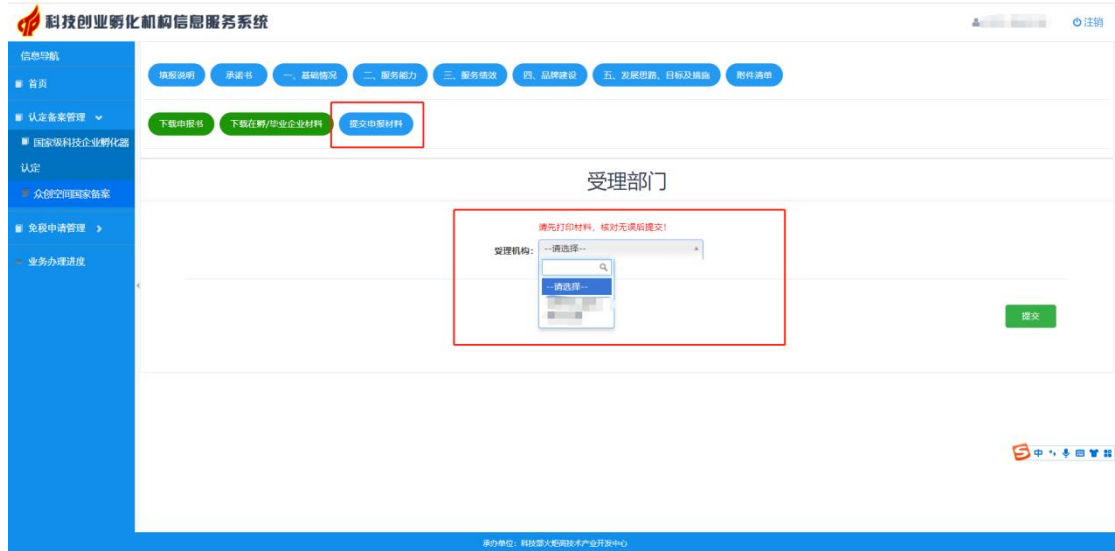 科技创业孵化机构信息服务系统
注销
信息导航
首页
认定备案管理
国家级科技企业孵化器
认定
众创空间国家备案
免税申请管理
业务办理进度
填报说明 承诺书 一、基础情况 二、服务能力 三、服务绩效 四、品牌建设 五、发展思路、目标及措施 附件清单
下载申报书 下载在孵/毕业企业材料 提交申报材料
受理部门
请先打印材料，核对无误后提交!
受理机构: --请选择--
--请选择--
提交
中
承办单位：科技部火炬高技术产业开发中心